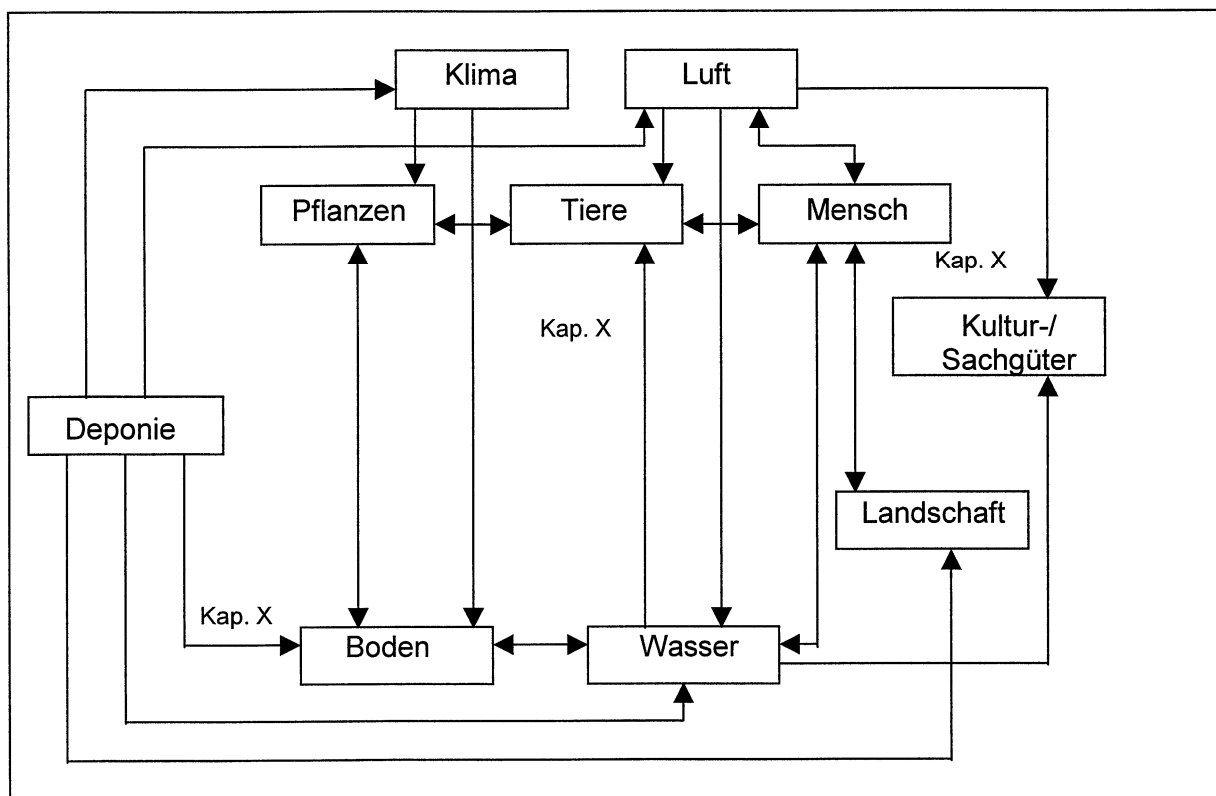 Klima
Luft
Pflanzen
Tiere
Mensch
Kap. X
Kap. X
Kultur-/
Sachgüter
Deponie
Landschaft
Kap. X
Boden
Wasser